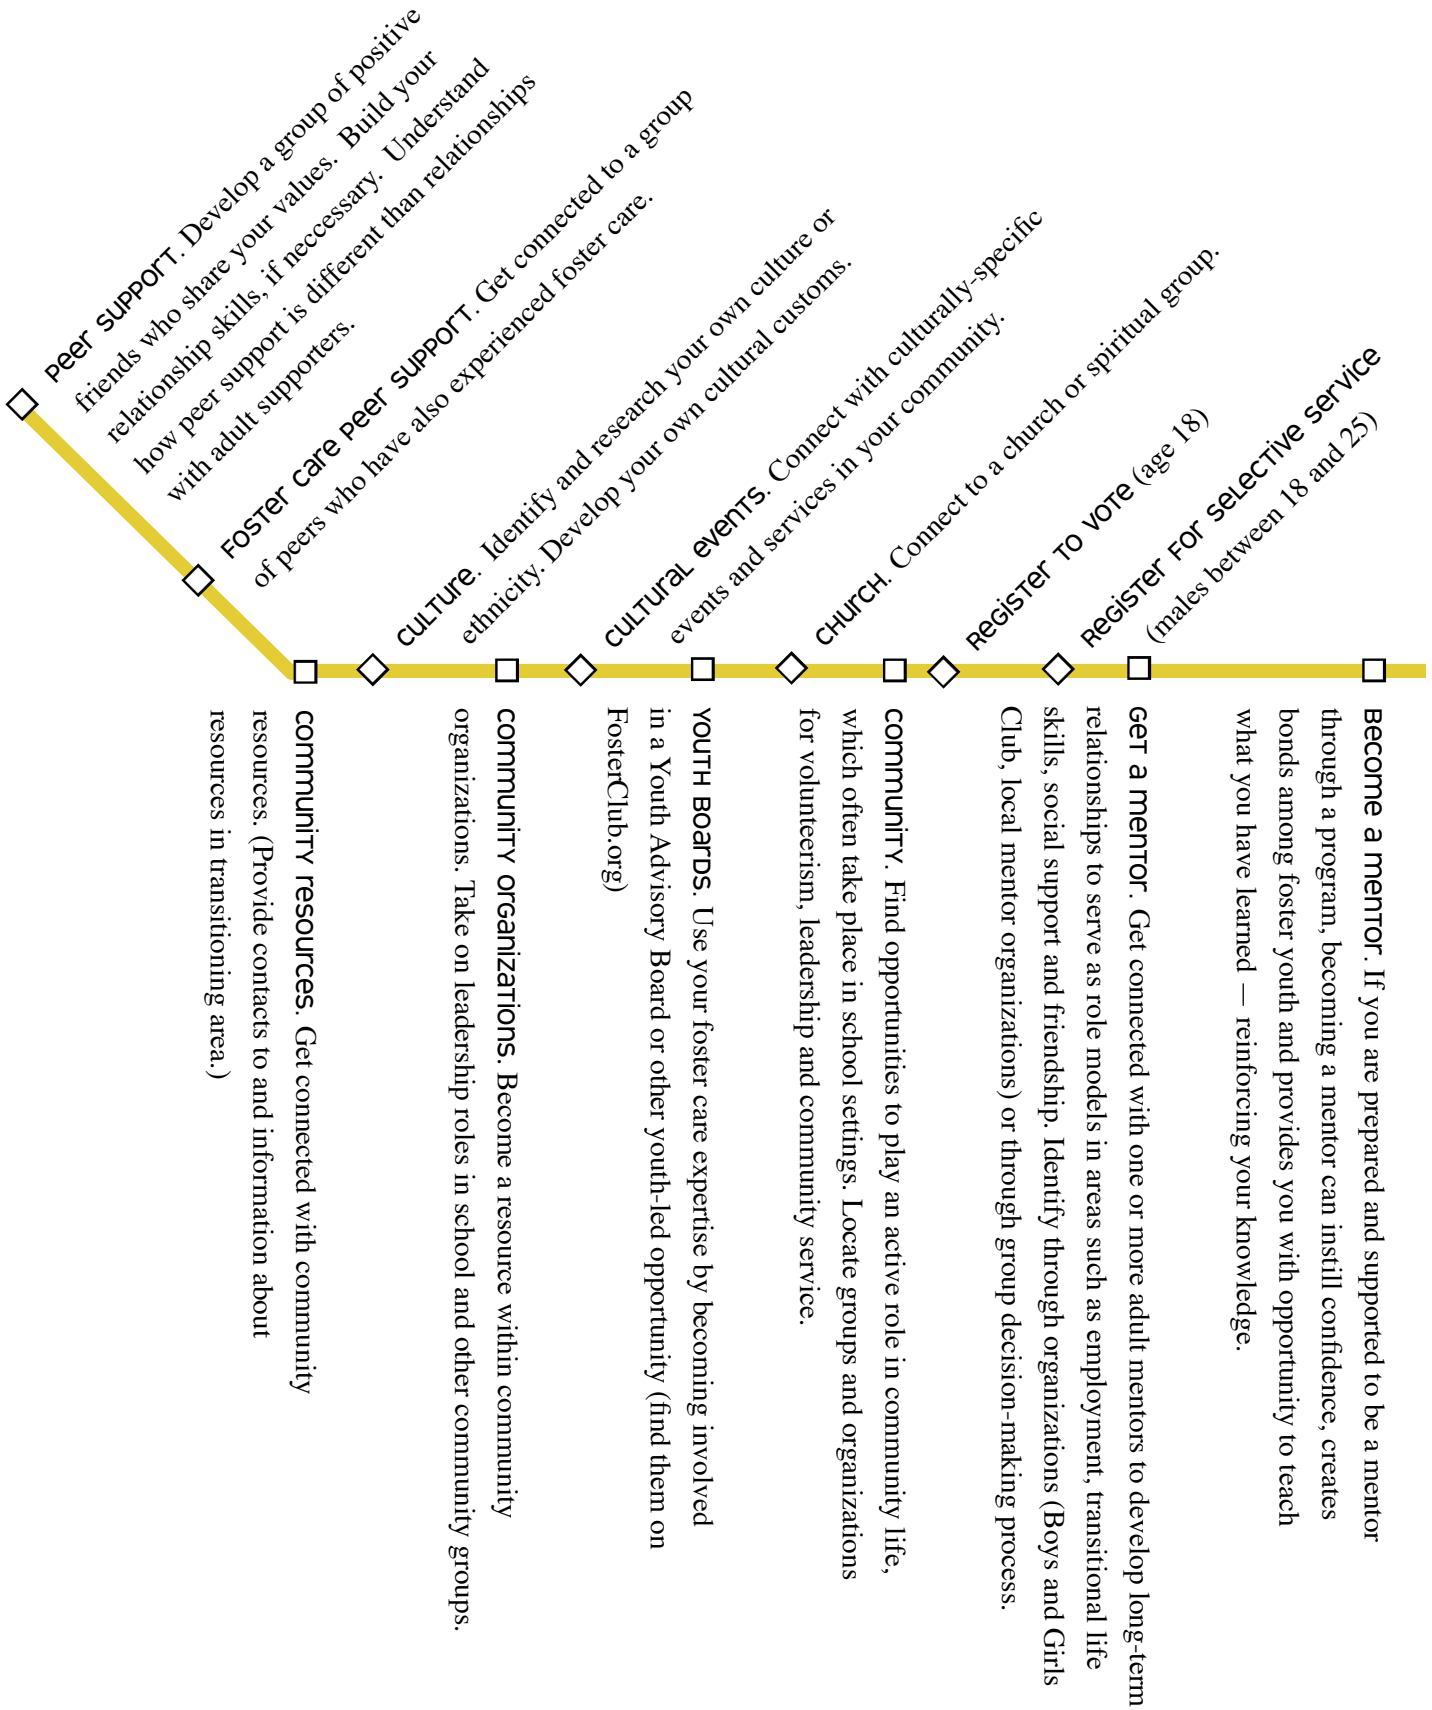 Peer support. Develop a group of positive
friends who share your values.  Build your
relationship skills, if neccessary.  Understand
how peer support is different than relationships
with adult supporters.
Foster care peer support. Get connected to a group
of peers who have also experienced foster care.
Culture.  Identify and research your own culture or
ethnicity. Develop your own cultural customs.
Cultural events. Connect with culturally-specific
events and services in your community.
Church. Connect to a church or spiritual group.
Register to vote (age 18)
Register for selective service
(males between 18 and 25)
Community resources. Get connected with community
resources. (Provide contacts to and information about
resources in transitioning area.)
Community organizations. Become a resource within community
organizations. Take on leadership roles in school and other community groups.
Youth boards. Use your foster care expertise by becoming involved
in a Youth Advisory Board or other youth-led opportunity (find them on
FosterClub.org)
Community. Find opportunities to play an active role in community life,
which often take place in school settings. Locate groups and organizations
for volunteerism, leadership and community service.
Get a mentor. Get connected with one or more adult mentors to develop long-term
relationships to serve as role models in areas such as employment, transitional life
skills, social support and friendship. Identify through organizations (Boys and Girls
Club, local mentor organizations) or through group decision-making process.
Become a mentor. If you are prepared and supported to be a mentor
through a program, becoming a mentor can instill confidence, creates
bonds among foster youth and provides you with opportunity to teach
what you have learned — reinforcing your knowledge.